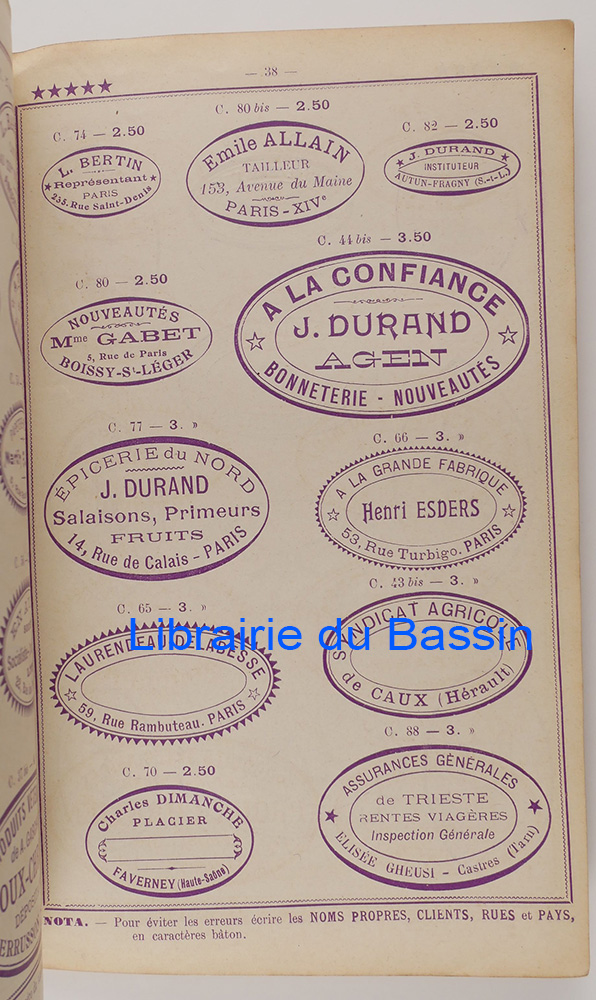 — 38 —
★★★★★
C. 74 — 2.50
L. BERTIN
★ Représentant ★
PARIS
235, Rue Saint-Denis
C. 80 bis — 2.50
Emile ALLAIN
TAILLEUR
153, Avenue du Maine
PARIS-XIVe
C. 82 — 2.50
J. DURAND
INSTITUTEUR
AUTUN-FRAGNY (S.-t-L.)
C. 80 — 2.50
NOUVEAUTÉS
Mme GABET
5, Rue de Paris
BOISSY-St-LÉGER
C. 44 bis — 3.50
A LA CONFIANCE
J. DURAND
AGEN
BONNETERIE - NOUVEAUTÉS
C. 77 — 3. »
ÉPICERIE du NORD
J. DURAND
Salaisons, Primeurs
FRUITS
14, Rue de Calais - PARIS
C. 66 — 3. »
A LA GRANDE FABRIQUE
Henri ESDERS
53, Rue Turbigo. PARIS
C. 65 — 3. »
LAURENDEAU DELABESSE
59, Rue Rambuteau. PARIS
C. 43 bis — 3. »
SYNDICAT AGRICOLE
de CAUX (Hérault)
Librairie du Bassin
C. 70 — 2.50
Charles DIMANCHE
PLACIER
FAVERNEY (Haute-Saône)
C. 88 — 3. »
ASSURANCES GÉNÉRALES
de TRIESTE
RENTES VIAGÈRES
Inspection Générale
ELISÉE GHEUSI - Castres (Tarn)
NOTA. — Pour éviter les erreurs écrire les NOMS PROPRES, CLIENTS, RUES et PAYS,
en caractères bâton.